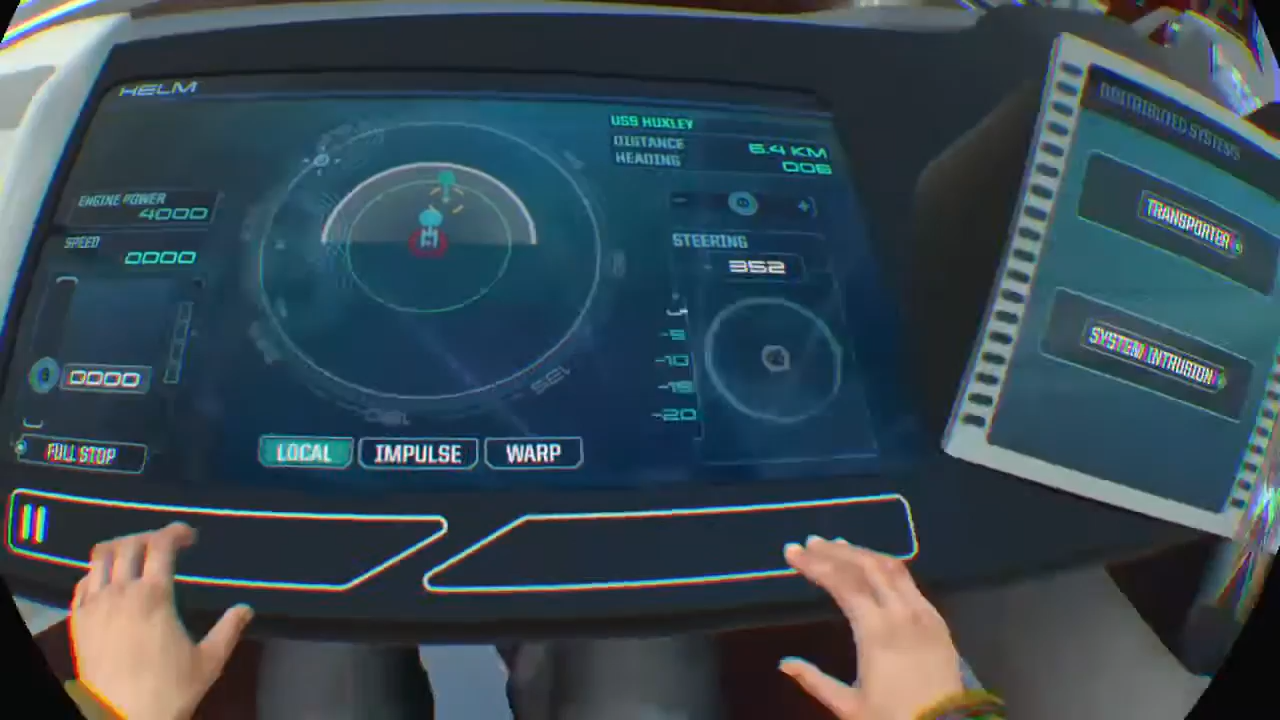 HELM
USS HUXLEY
DISTANCE 6.4 KM
HEADING 006
ENGINE POWER
4000
SPEED
0000
STEERING
352
-5
-10
-15
-20
0000
FULL STOP
LOCAL IMPULSE WARP
DISTRIBUTED SYSTEMS
TRANSPORTER
SYSTEM INTRUSION